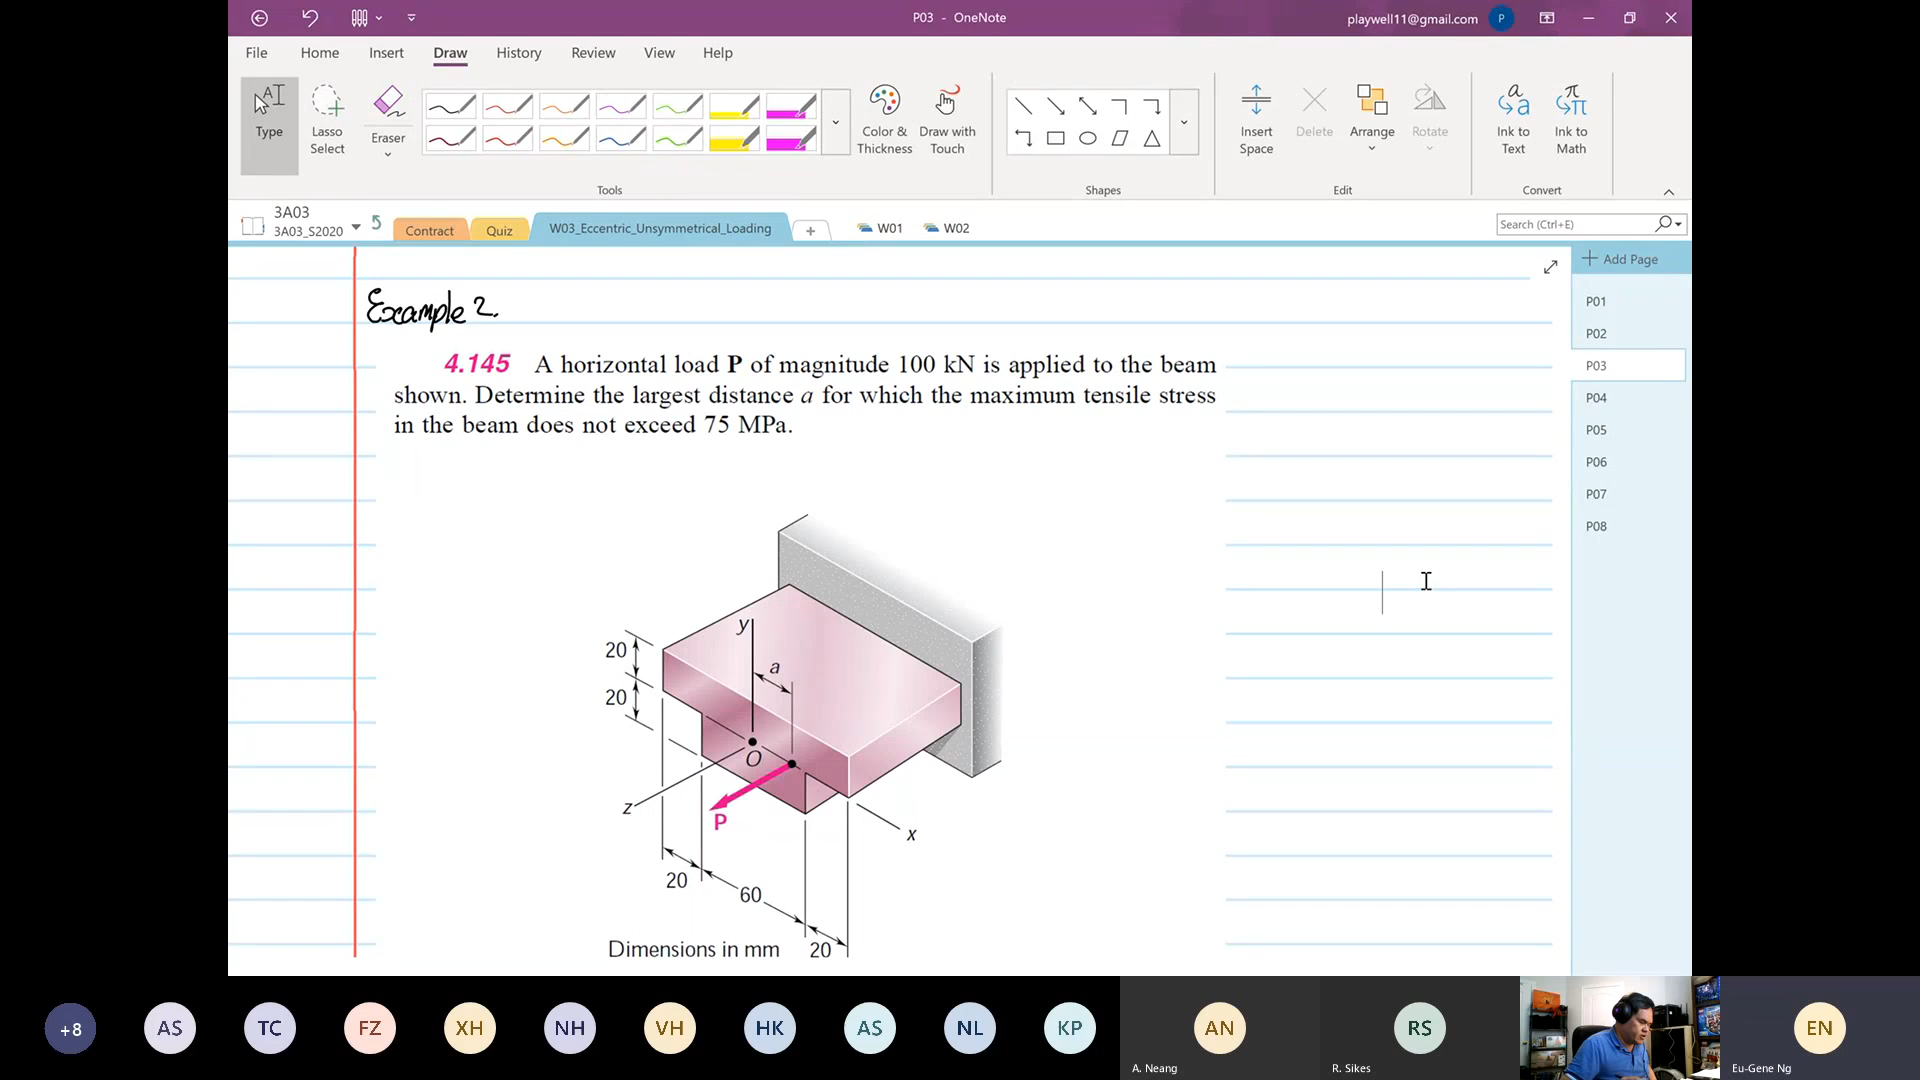 P03 - OneNote
playwell11@gmail.com
P
File
Home
Insert
Draw
History
Review
View
Help
Type
Lasso
Select
Eraser
Color &
Thickness
Draw with
Touch
Insert
Space
Delete
Arrange
Rotate
Ink to
Text
Ink to
Math
Tools
Shapes
Edit
Convert
3A03
3A03_S2020
Contract
Quiz
W03_Eccentric_Unsymmetrical_Loading
W01
W02
Search (Ctrl+E)
Add Page
P01
P02
P03
P04
P05
P06
P07
P08
Example 2.
4.145 A horizontal load P of magnitude 100 kN is applied to the beam
shown. Determine the largest distance a for which the maximum tensile stress
in the beam does not exceed 75 MPa.
y
20
a
20
O
z
P
x
20
60
Dimensions in mm
20
+8
AS
TC
FZ
XH
NH
VH
HK
AS
NL
KP
AN
RS
EN
A. Neang
R. Sikes
Eu-Gene Ng